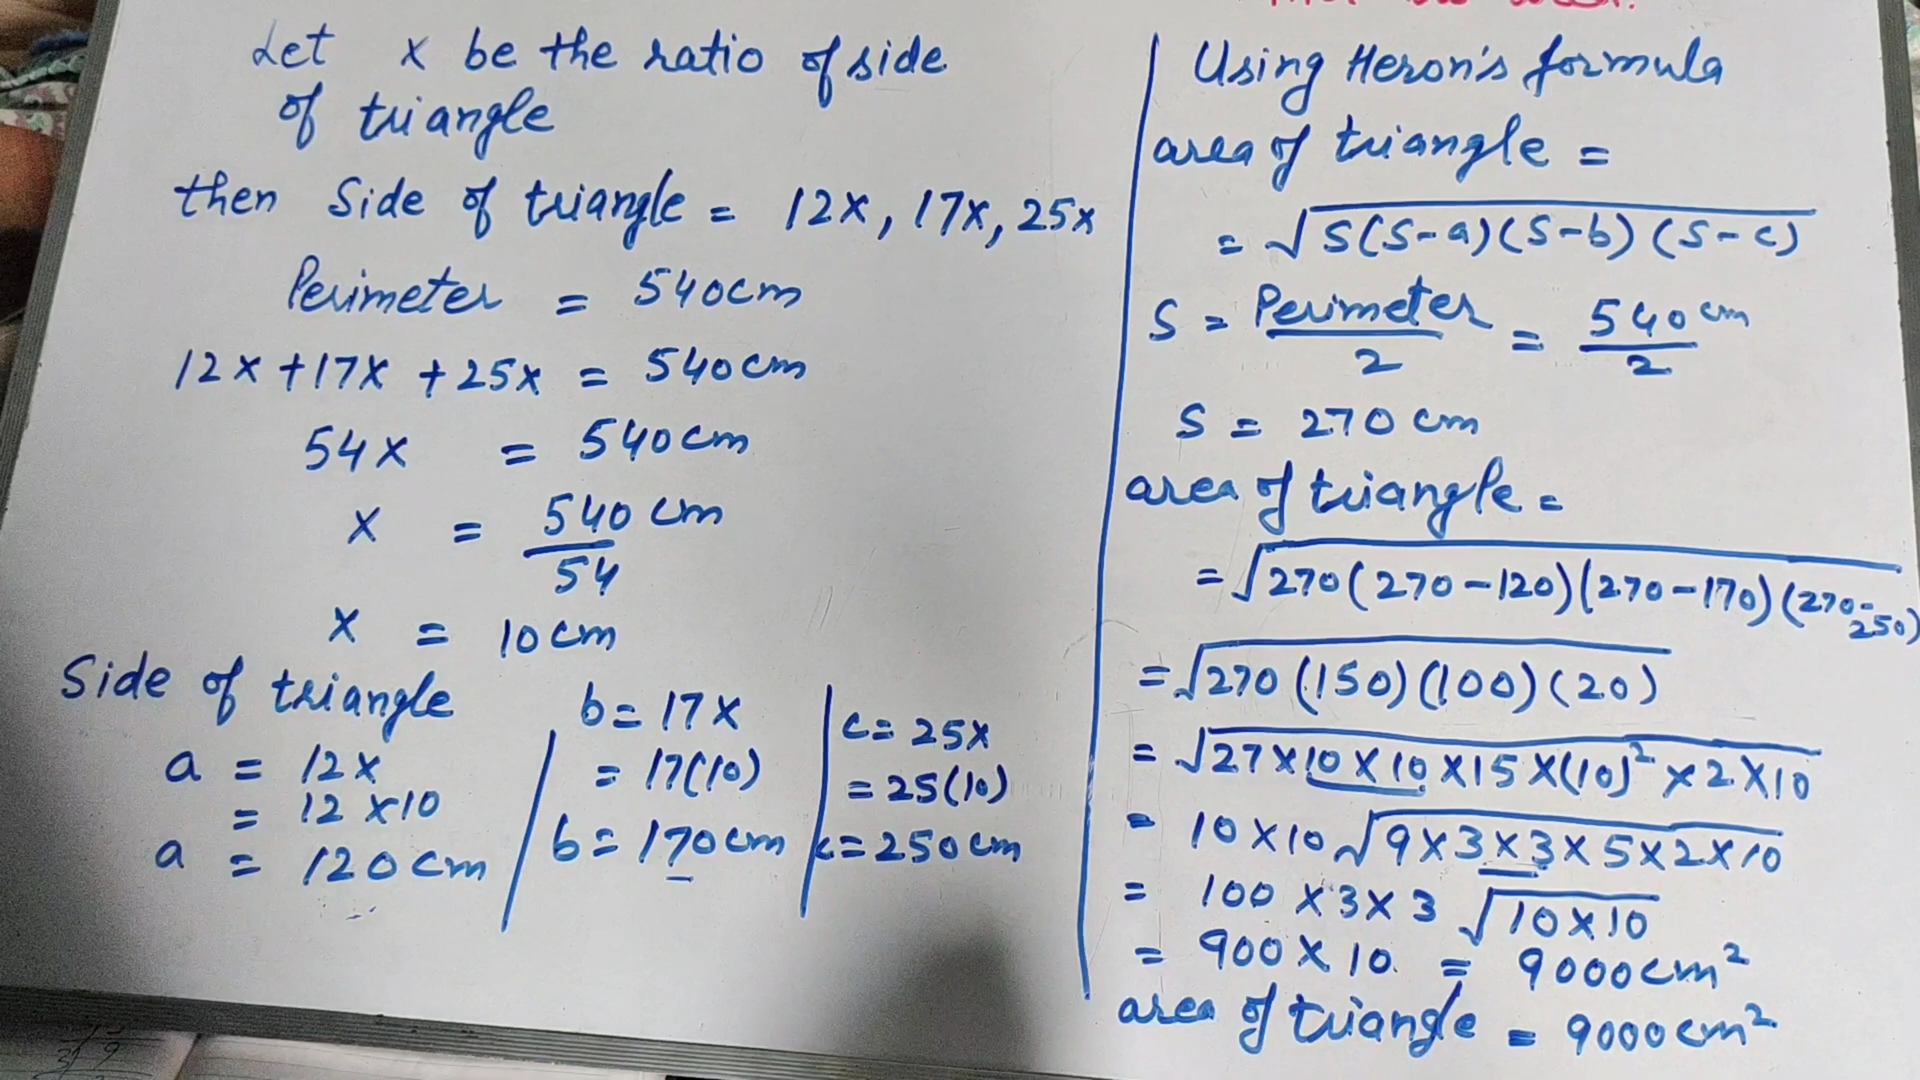 Let x be the ratio of side
of triangle
then Side of triangle = 12x, 17x, 25x
Perimeter = 540cm
12x + 17x + 25x = 540cm
54x = 540cm
x = 540 cm
54
x = 10cm
Side of triangle
a = 12x
= 12 x10
a = 120cm
b = 17x
= 17(10)
b = 170cm
c = 25x
= 25(10)
c = 250cm
Using Heron's formula
area of triangle =
= √S(S-a)(S-b)(S-c)
S = Perimeter = 540 cm
2 2
S = 270 cm
area of triangle =
= √270(270-120)(270-170)(270-
250)
= √270(150)(100)(20)
= √27×10×10×15×(10)²×2×10
= 10×10√9×3×3×5×2×10
= 100×3×3√10×10
= 900×10. = 9000cm²
area of triangle = 9000cm²